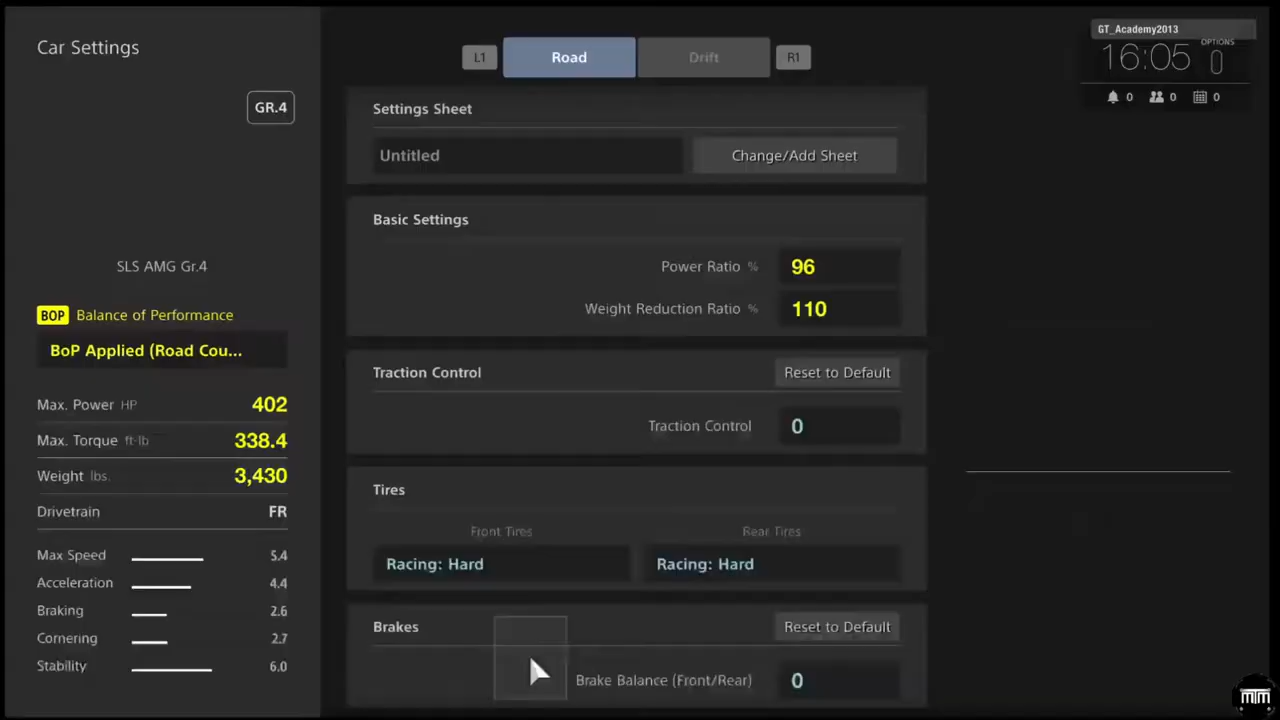 Car Settings
GR.4
SLS AMG Gr.4
BOP Balance of Performance
BoP Applied (Road Cou...
Max. Power HP 402
Max. Torque ft·lb 338.4
Weight lbs. 3,430
Drivetrain FR
Max Speed 5.4
Acceleration 4.4
Braking 2.6
Cornering 2.7
Stability 6.0
L1 Road Drift R1
Settings Sheet
Untitled Change/Add Sheet
Basic Settings
Power Ratio % 96
Weight Reduction Ratio % 110
Traction Control Reset to Default
Traction Control 0
Tires
Front Tires Rear Tires
Racing: Hard Racing: Hard
Brakes Reset to Default
Brake Balance (Front/Rear) 0
GT_Academy2013
16:05 OPTIONS
0 0 0
MTM